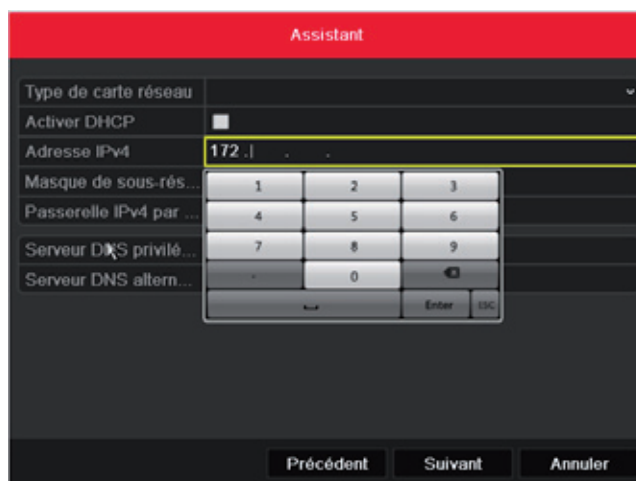 Assistant
Type de carte réseau
Activer DHCP
Adresse IPv4 172 . . .
Masque de sous-rés...
Passerelle IPv4 par ...
Serveur DNS privilé...
Serveur DNS altern...
1 2 3
4 5 6
7 8 9
. 0
Enter ESC
Précédent Suivant Annuler